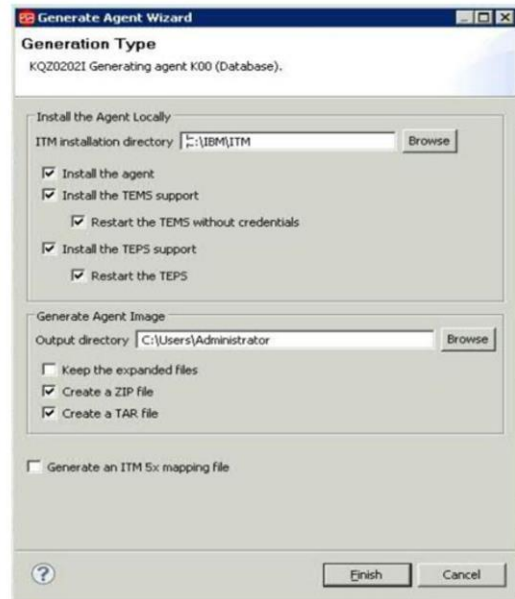 Generate Agent Wizard
Generation Type
KQZ0202I Generating agent K00 (Database).
Install the Agent Locally
ITM installation directory C:\IBM\ITM Browse
Install the agent
Install the TEMS support
Restart the TEMS without credentials
Install the TEPS support
Restart the TEPS
Generate Agent Image
Output directory C:\Users\Administrator Browse
Keep the expanded files
Create a ZIP file
Create a TAR file
Generate an ITM 5x mapping file
? Finish Cancel